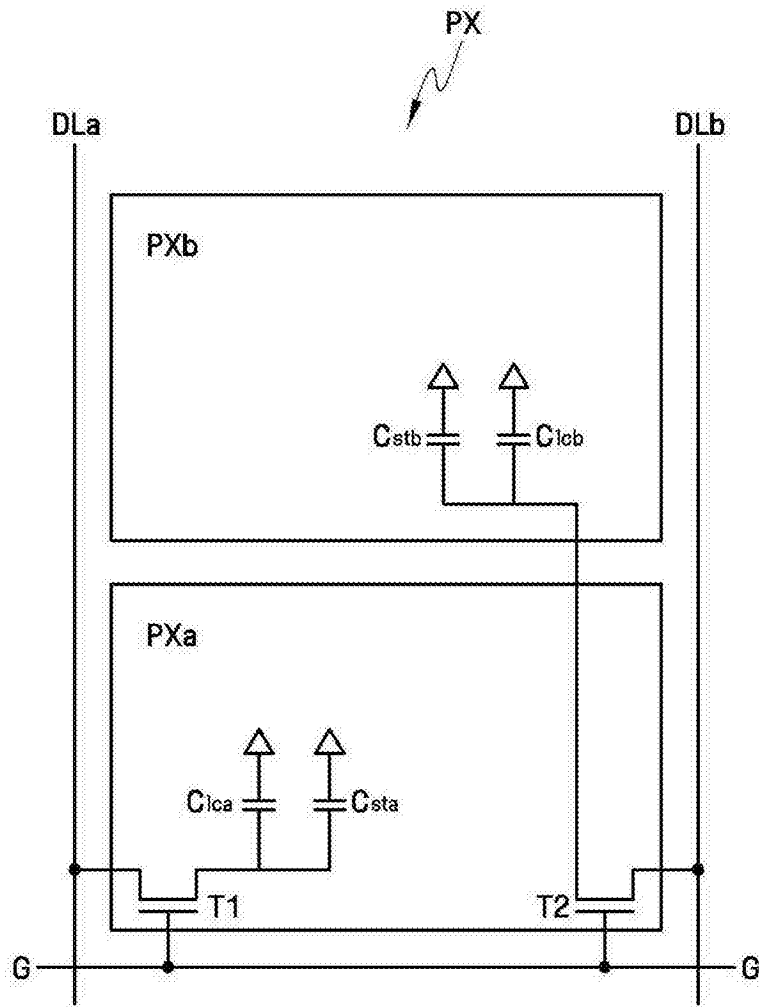 PX
DLa DLb
PXb
Cstb Clcb
PXa
Clca Csta
T1 T2
G G